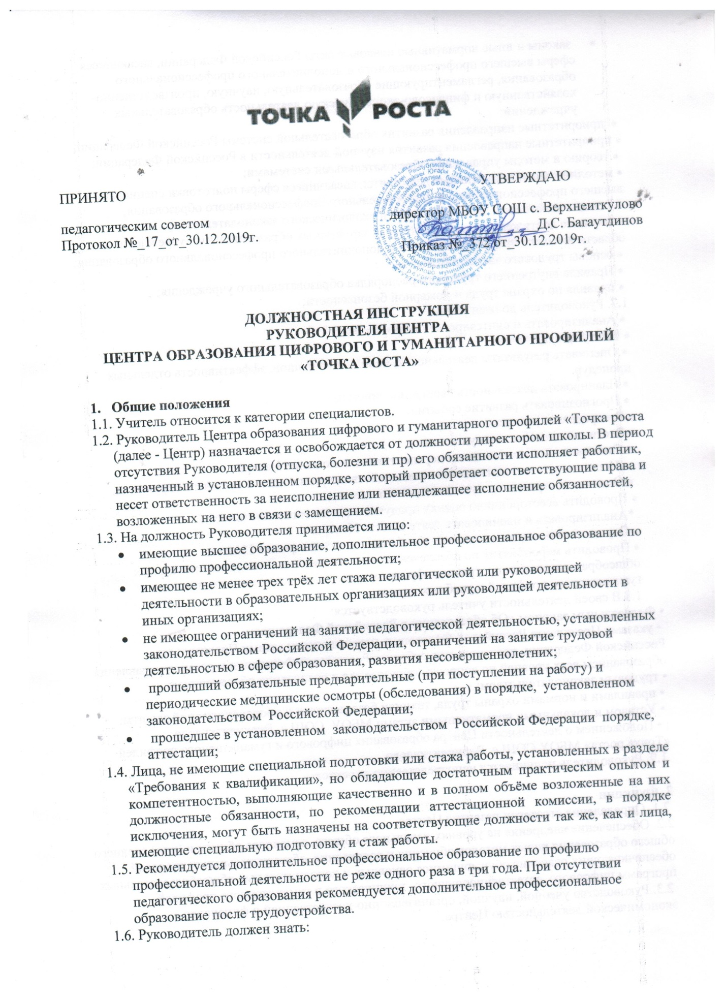 ТОЧКА РОСТА
ПРИНЯТО
педагогическим советом
Протокол №_17_от_30.12.2019г.
УТВЕРЖДАЮ
директор МБОУ СОШ с. Верхнеиткулово
Д.С. Багаутдинов
Приказ №_372 от_30.12.2019г.
ДОЛЖНОСТНАЯ ИНСТРУКЦИЯ
РУКОВОДИТЕЛЯ ЦЕНТРА
ЦЕНТРА ОБРАЗОВАНИЯ ЦИФРОВОГО И ГУМАНИТАРНОГО ПРОФИЛЕЙ
«ТОЧКА РОСТА»
1. Общие положения
1.1. Учитель относится к категории специалистов.
1.2. Руководитель Центра образования цифрового и гуманитарного профилей «Точка роста
(далее - Центр) назначается и освобождается от должности директором школы. В период
отсутствия Руководителя (отпуска, болезни и пр) его обязанности исполняет работник,
назначенный в установленном порядке, который приобретает соответствующие права и
несет ответственность за неисполнение или ненадлежащее исполнение обязанностей,
возложенных на него в связи с замещением.
1.3. На должность Руководителя принимается лицо:
• имеющие высшее образование, дополнительное профессиональное образование по
профилю профессиональной деятельности;
• имеющее не менее трех трёх лет стажа педагогической или руководящей
деятельности в образовательных организациях или руководящей деятельности в
иных организациях;
• не имеющее ограничений на занятие педагогической деятельностью, установленных
законодательством Российской Федерации, ограничений на занятие трудовой
деятельностью в сфере образования, развития несовершеннолетних;
• прошедший обязательные предварительные (при поступлении на работу) и
периодические медицинские осмотры (обследования) в порядке, установленном
законодательством Российской Федерации;
• прошедшее в установленном законодательством Российской Федерации порядке,
аттестации;
1.4. Лица, не имеющие специальной подготовки или стажа работы, установленных в разделе
«Требования к квалификации», но обладающие достаточным практическим опытом и
компетентностью, выполняющие качественно и в полном объёме возложенные на них
должностные обязанности, по рекомендации аттестационной комиссии, в порядке
исключения, могут быть назначены на соответствующие должности так же, как и лица,
имеющие специальную подготовку и стаж работы.
1.5. Рекомендуется дополнительное профессиональное образование по профилю
профессиональной деятельности не реже одного раза в три года. При отсутствии
педагогического образования рекомендуется дополнительное профессиональное
образование после трудоустройства.
1.6. Руководитель должен знать: